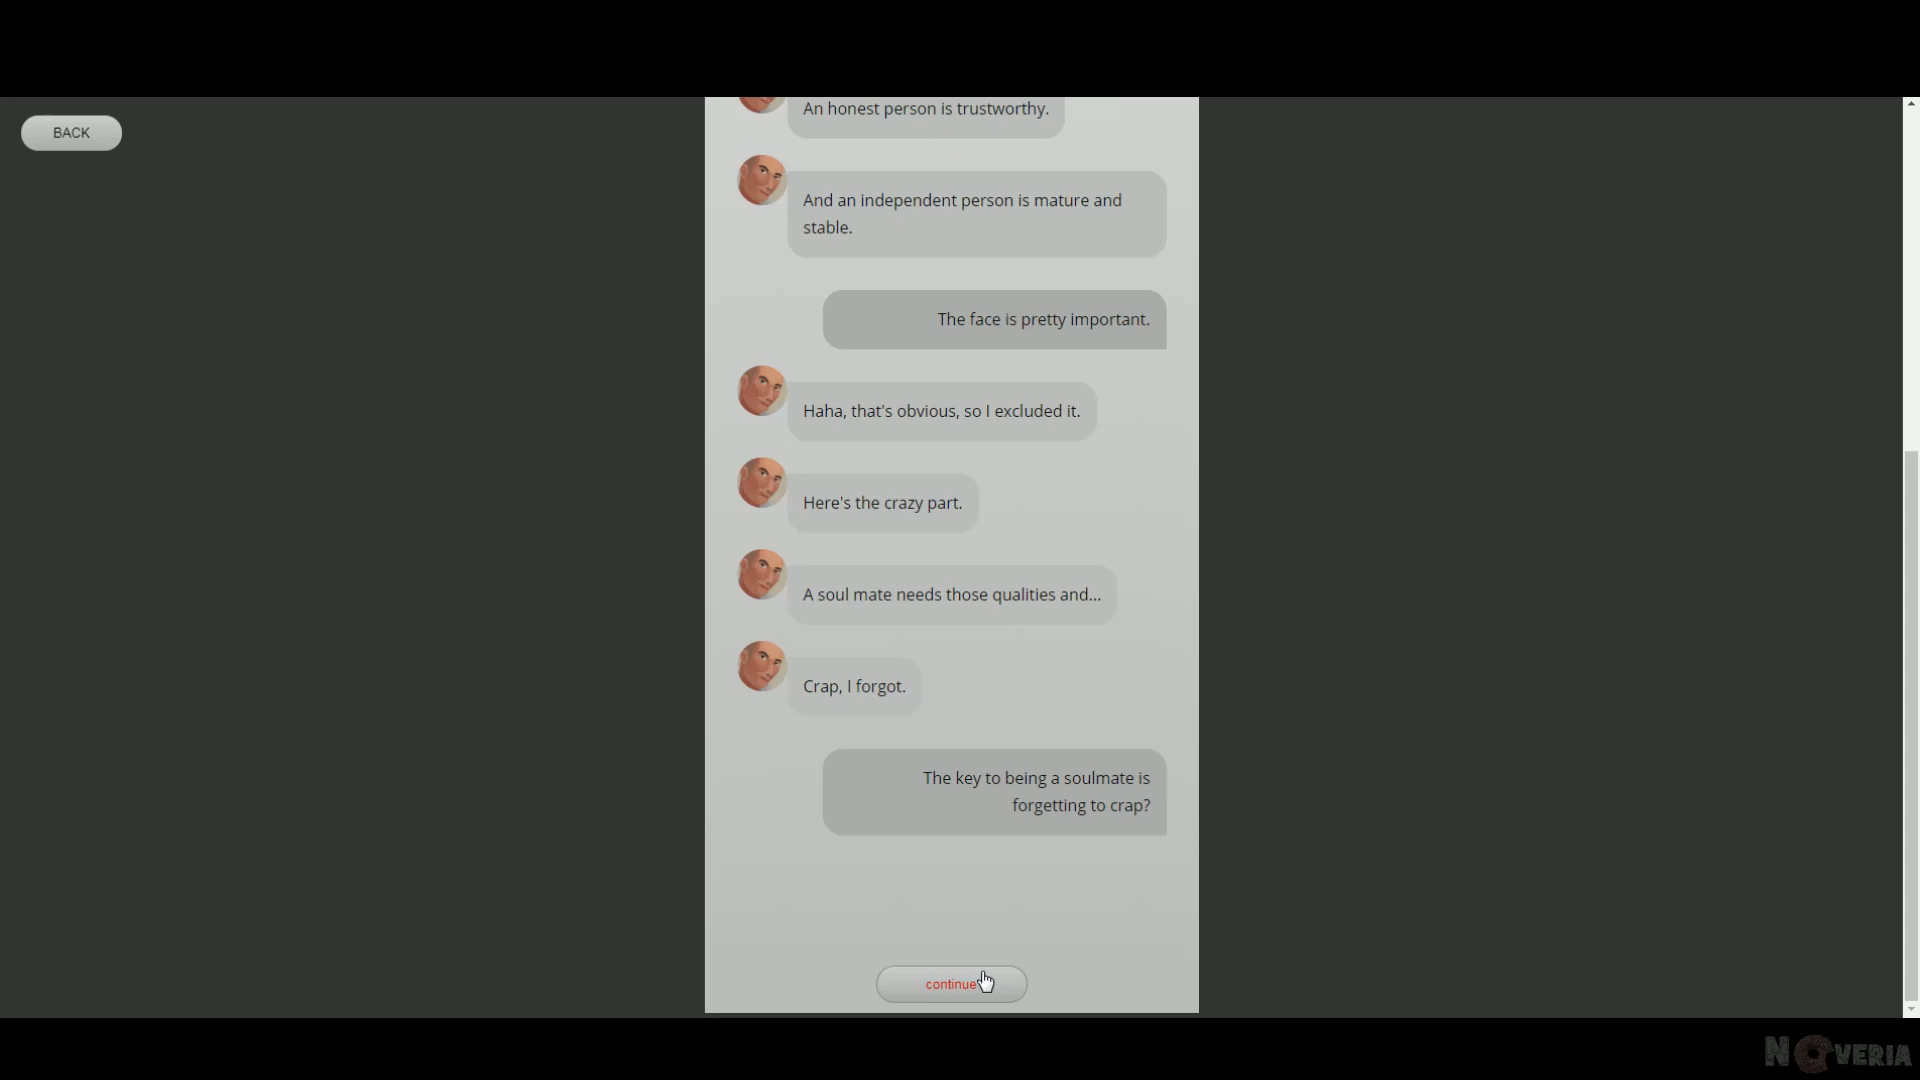 BACK
An honest person is trustworthy.
And an independent person is mature and
stable.
The face is pretty important.
Haha, that's obvious, so I excluded it.
Here's the crazy part.
A soul mate needs those qualities and...
Crap, I forgot.
The key to being a soulmate is
forgetting to crap?
continue
NOVERIA